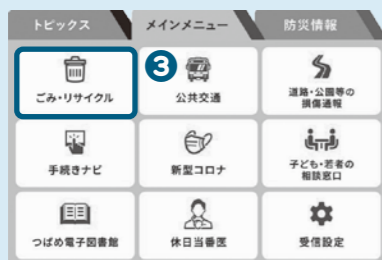 トピックス
メインメニュー
防災情報
ごみ・リサイクル
3
公共交通
道路・公園等の
損傷通報
手続きナビ
新型コロナ
子ども・若者の
相談窓口
つばめ電子図書館
休日当番医
受信設定